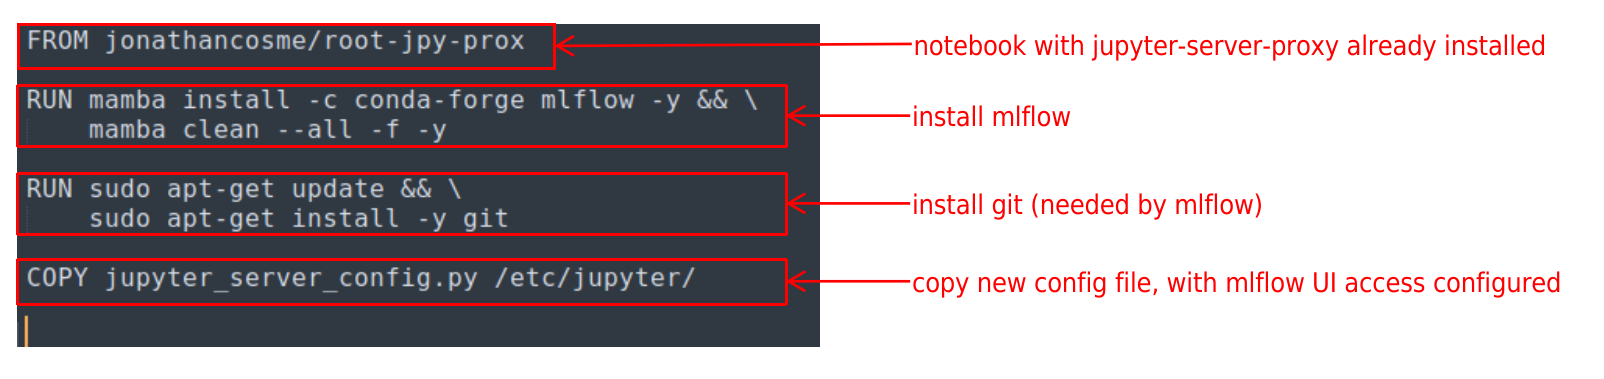 FROM jonathancosme/root-jpy-prox
notebook with jupyter-server-proxy already installed
RUN mamba install -c conda-forge mlflow -y && \
mamba clean --all -f -y
install mlflow
RUN sudo apt-get update && \
sudo apt-get install -y git
install git (needed by mlflow)
COPY jupyter_server_config.py /etc/jupyter/
copy new config file, with mlflow UI access configured